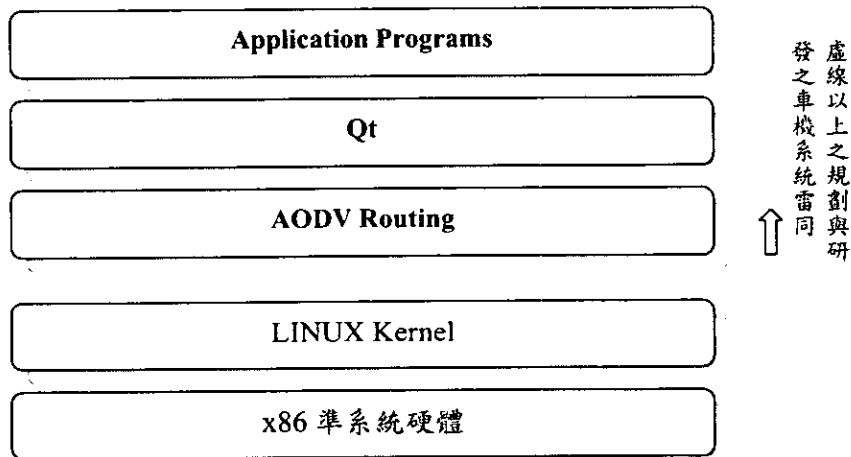 Application Programs
Qt
AODV Routing
LINUX Kernel
x86 準系統硬體
虛線以上之規劃與研
發之車機系統雷同